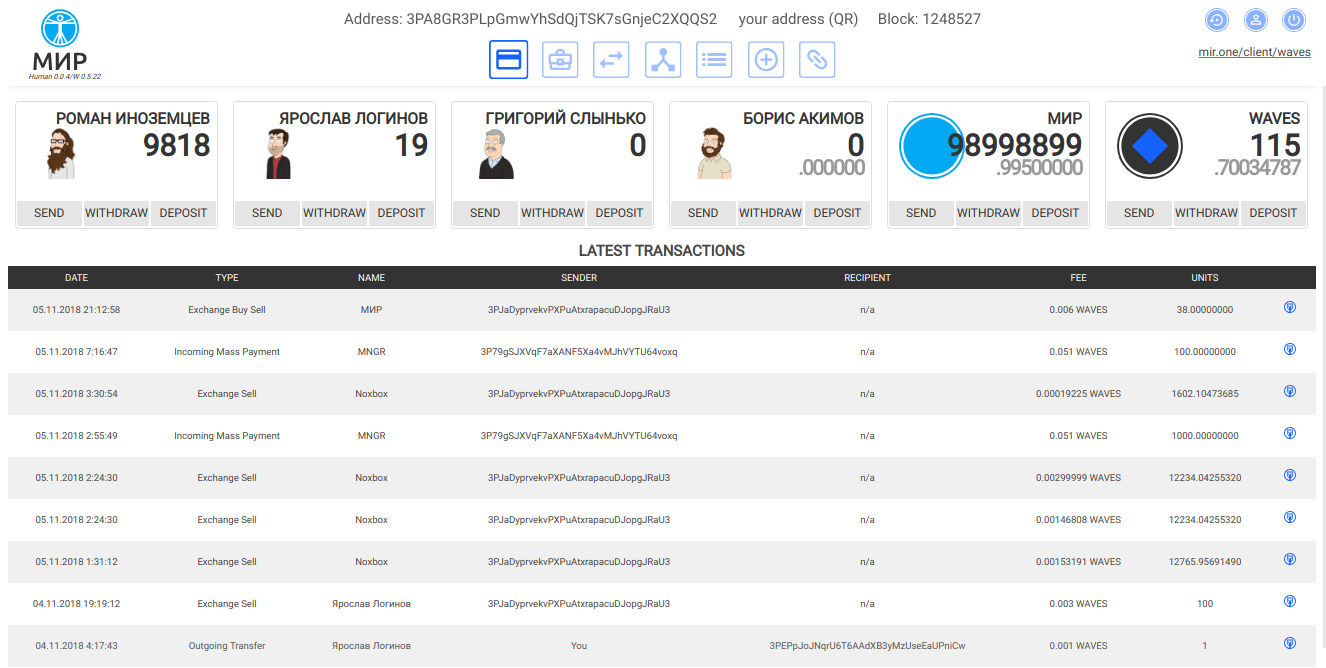 Address: 3PA8GR3PLpGmwYhSdQjTSK7sGnjeC2XQQS2 your address (QR) Block: 1248527
МИР
Human 0.0.4/W 0.5.22
mir.one/client/waves
РОМАН ИНОЗЕМЦЕВ
9818
SEND WITHDRAW DEPOSIT
ЯРОСЛАВ ЛОГИНОВ
19
SEND WITHDRAW DEPOSIT
ГРИГОРИЙ СЛЫНЬКО
0
SEND WITHDRAW DEPOSIT
БОРИС АКИМОВ
0
.000000
SEND WITHDRAW DEPOSIT
МИР
98998899
.99500000
SEND WITHDRAW DEPOSIT
WAVES
115
.70034787
SEND WITHDRAW DEPOSIT
LATEST TRANSACTIONS
DATE TYPE NAME SENDER RECIPIENT FEE UNITS
05.11.2018 21:12:58 Exchange Buy Sell МИР 3PJaDyprvekvPXPuAtxrapacuDJopgJRaU3 n/a 0.006 WAVES 38.00000000
05.11.2018 7:16:47 Incoming Mass Payment MNGR 3P79gSJXVqF7aXANF5Xa4vMJhVYTU64voxq n/a 0.051 WAVES 100.00000000
05.11.2018 3:30:54 Exchange Sell Noxbox 3PJaDyprvekvPXPuAtxrapacuDJopgJRaU3 n/a 0.00019225 WAVES 1602.10473685
05.11.2018 2:55:49 Incoming Mass Payment MNGR 3P79gSJXVqF7aXANF5Xa4vMJhVYTU64voxq n/a 0.051 WAVES 1000.00000000
05.11.2018 2:24:30 Exchange Sell Noxbox 3PJaDyprvekvPXPuAtxrapacuDJopgJRaU3 n/a 0.00299999 WAVES 12234.04255320
05.11.2018 2:24:30 Exchange Sell Noxbox 3PJaDyprvekvPXPuAtxrapacuDJopgJRaU3 n/a 0.00146808 WAVES 12234.04255320
05.11.2018 1:31:12 Exchange Sell Noxbox 3PJaDyprvekvPXPuAtxrapacuDJopgJRaU3 n/a 0.00153191 WAVES 12765.95691490
04.11.2018 19:19:12 Exchange Sell Ярослав Логинов 3PJaDyprvekvPXPuAtxrapacuDJopgJRaU3 n/a 0.003 WAVES 100
04.11.2018 4:17:43 Outgoing Transfer Ярослав Логинов You 3PEPpJoJNqrU6T6AAdXB3yMzUseEaUPniCw 0.001 WAVES 1